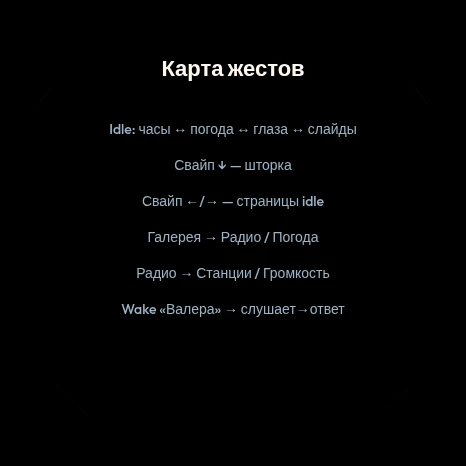 Карта жестов
Idle: часы ↔ погода ↔ глаза ↔ слайды
Свайп ↓ — шторка
Свайп ←/→ — страницы idle
Галерея → Радио / Погода
Радио → Станции / Громкость
Wake «Валера» → слушает→ответ